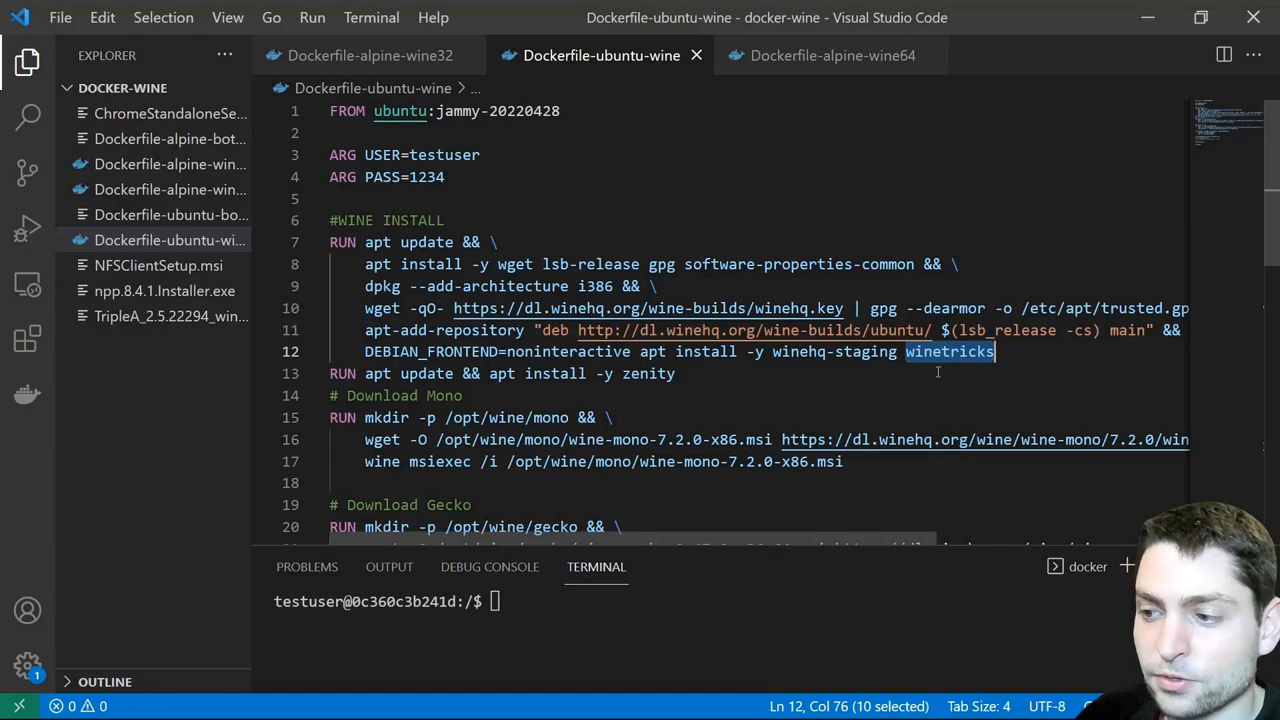 File Edit Selection View Go Run Terminal Help Dockerfile-ubuntu-wine - docker-wine - Visual Studio Code
EXPLORER
DOCKER-WINE
ChromeStandaloneSe...
Dockerfile-alpine-bot...
Dockerfile-alpine-win...
Dockerfile-alpine-win...
Dockerfile-ubuntu-bo...
Dockerfile-ubuntu-wi...
NFSClientSetup.msi
npp.8.4.1.Installer.exe
TripleA_2.5.22294_win...
OUTLINE
Dockerfile-alpine-wine32 Dockerfile-ubuntu-wine Dockerfile-alpine-wine64
Dockerfile-ubuntu-wine > ...
1 FROM ubuntu:jammy-20220428
2
3 ARG USER=testuser
4 ARG PASS=1234
5
6 #WINE INSTALL
7 RUN apt update && \
8 apt install -y wget lsb-release gpg software-properties-common && \
9 dpkg --add-architecture i386 && \
10 wget -qO- https://dl.winehq.org/wine-builds/winehq.key | gpg --dearmor -o /etc/apt/trusted.gp
11 apt-add-repository "deb http://dl.winehq.org/wine-builds/ubuntu/ $(lsb_release -cs) main" &&
12 DEBIAN_FRONTEND=noninteractive apt install -y winehq-staging winetricks
13 RUN apt update && apt install -y zenity
14 # Download Mono
15 RUN mkdir -p /opt/wine/mono && \
16 wget -O /opt/wine/mono/wine-mono-7.2.0-x86.msi https://dl.winehq.org/wine/wine-mono/7.2.0/win
17 wine msiexec /i /opt/wine/mono/wine-mono-7.2.0-x86.msi
18
19 # Download Gecko
20 RUN mkdir -p /opt/wine/gecko && \
PROBLEMS OUTPUT DEBUG CONSOLE TERMINAL docker
testuser@0c360c3b241d:/$
1
0 0 Ln 12, Col 76 (10 selected) Tab Size: 4 UTF-8